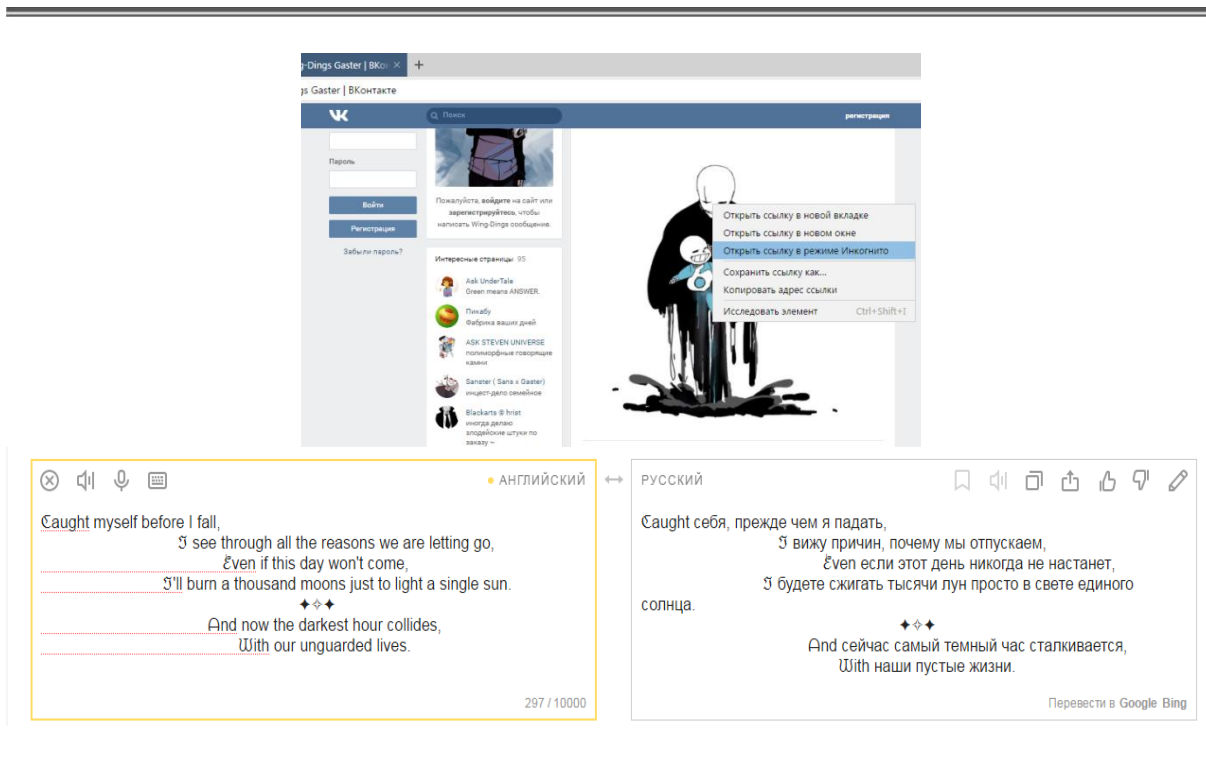 g-Dings Gaster | ВКо
gs Gaster | ВКонтакте
Поиск
регистрация
Пароль
Войти
Регистрация
Забыли пароль?
Пожалуйста, войдите на сайт или
зарегистрируйтесь, чтобы
написать Wing-Dings сообщение.
Интересные страницы 95
Ask UnderTale
Green means ANSWER.
Пикабу
Фабрика ваших дней
ASK STEVEN UNIVERSE
полиморфные говорящие
камни
Sanster ( Sans x Gaster)
инцест-дело семейное
Blackarts @ hrist
иногда делаю
злодейские штуки по
заказу ~
Открыть ссылку в новой вкладке
Открыть ссылку в новом окне
Открыть ссылку в режиме Инкогнито
Сохранить ссылку как...
Копировать адрес ссылки
Исследовать элемент Ctrl+Shift+I
АНГЛИЙСКИЙ
ℭaught myself before I fall,
ℑ see through all the reasons we are letting go,
ℰven if this day won't come,
ℑ'll burn a thousand moons just to light a single sun.
✦✧✦
Ꭿnd now the darkest hour collides,
𝔚ith our unguarded lives.
297 / 10000
РУССКИЙ
ℭaught себя, прежде чем я падать,
ℑ вижу причин, почему мы отпускаем,
ℰven если этот день никогда не настанет,
ℑ будете сжигать тысячи лун просто в свете единого
солнца.
✦✧✦
Ꭿnd сейчас самый темный час сталкивается,
𝔚ith наши пустые жизни.
Перевести в Google Bing